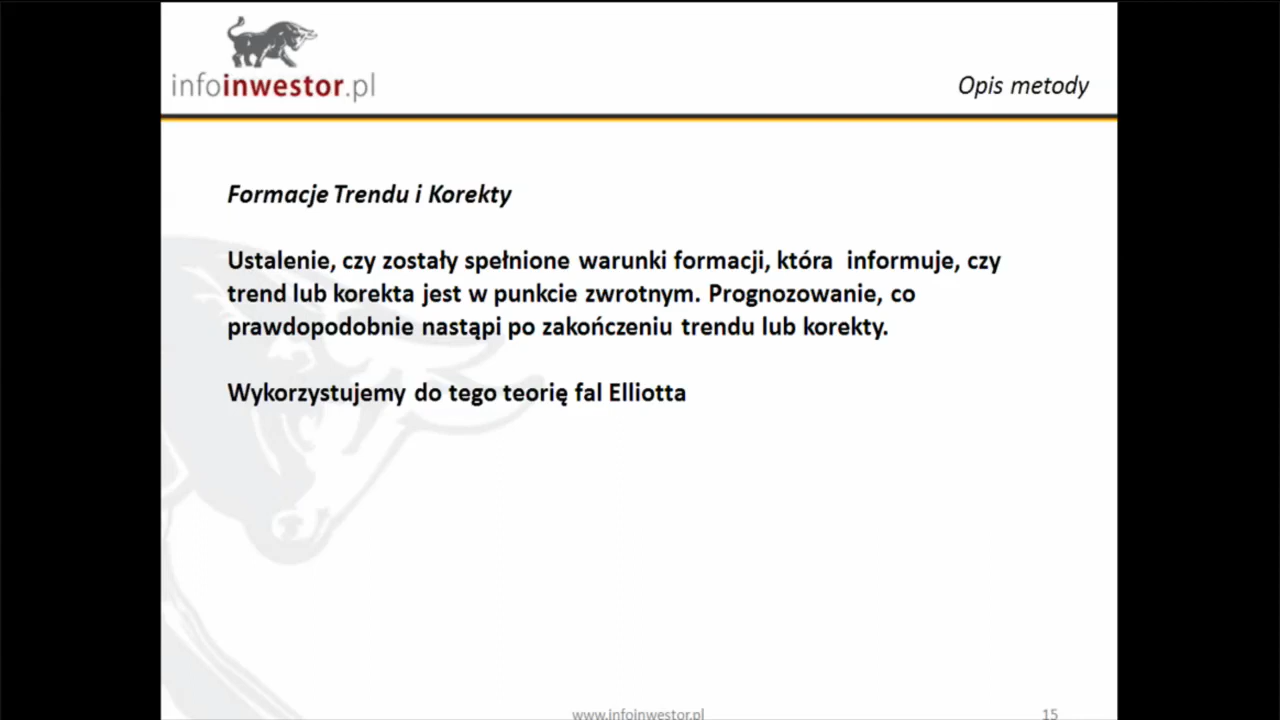 infoinwestor.pl
Opis metody
Formacje Trendu i Korekty
Ustalenie, czy zostały spełnione warunki formacji, która informuje, czy
trend lub korekta jest w punkcie zwrotnym. Prognozowanie, co
prawdopodobnie nastąpi po zakończeniu trendu lub korekty.
Wykorzystujemy do tego teorię fal Elliotta
www.infoinwestor.pl
15